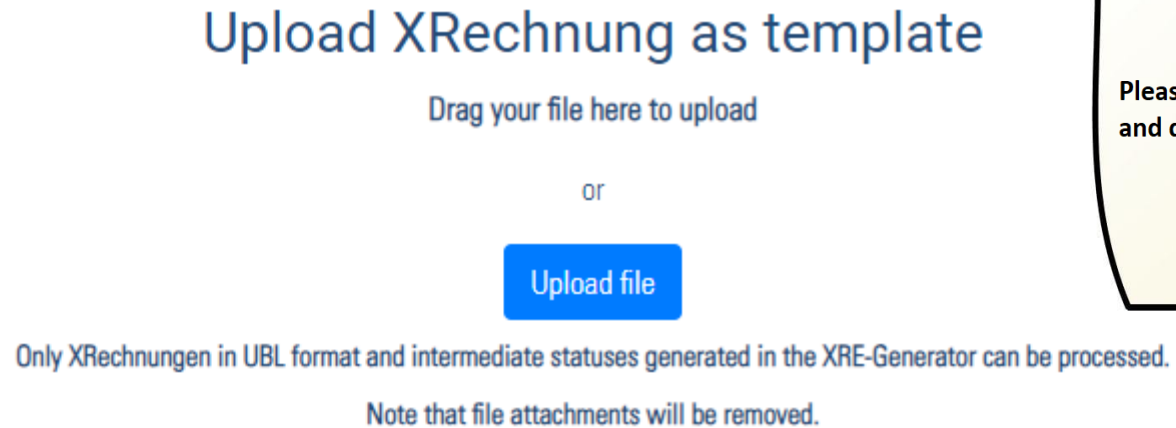 Upload XRechnung as template
Drag your file here to upload
or
Upload file
Only XRechnungen in UBL format and intermediate statuses generated in the XRE-Generator can be processed.
Note that file attachments will be removed.
and